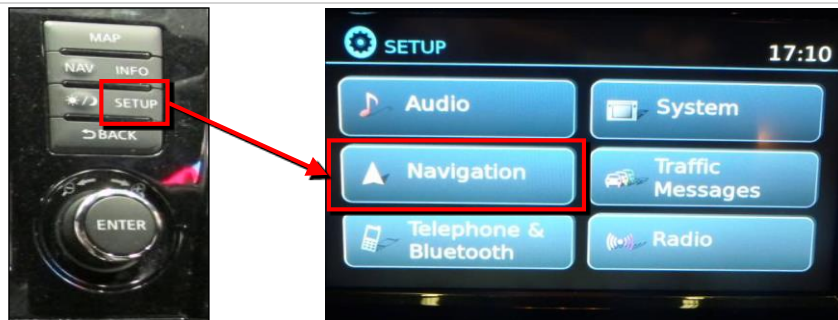 MAP
NAV INFO
SETUP
BACK
ENTER
SETUP
17:10
Audio
System
Navigation
Traffic
Messages
Telephone &
Bluetooth
Radio